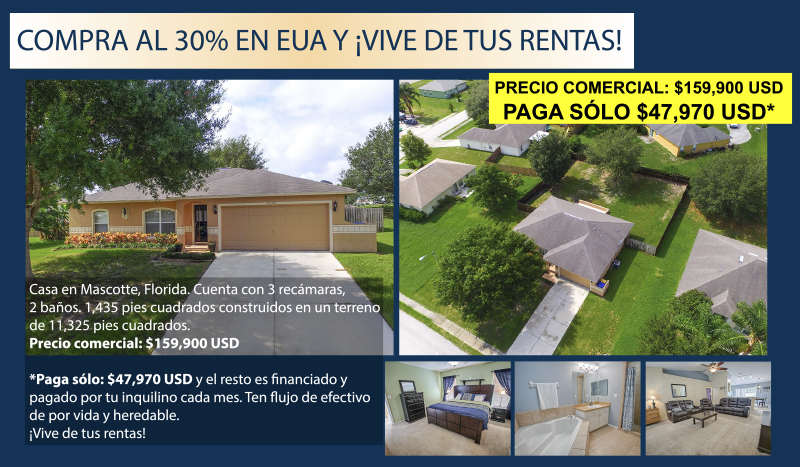 COMPRA AL 30% EN EUA Y ¡VIVE DE TUS RENTAS!
PRECIO COMERCIAL: $159,900 USD
PAGA SÓLO $47,970 USD*
Casa en Mascotte, Florida. Cuenta con 3 recámaras,
2 baños. 1,435 pies cuadrados construidos en un terreno
de 11,325 pies cuadrados.
Precio comercial: $159,900 USD
*Paga sólo: $47,970 USD y el resto es financiado y
pagado por tu inquilino cada mes. Ten flujo de efectivo
de por vida y heredable.
¡Vive de tus rentas!